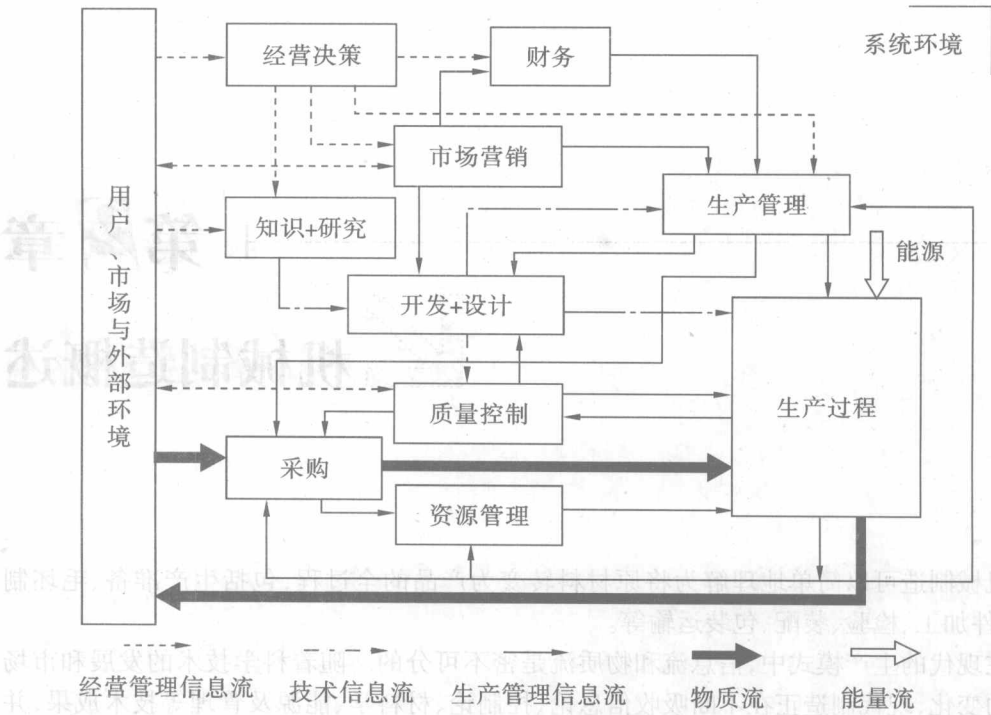 系统环境
经营决策
财务
市场营销
用户、市场与外部环境
知识+研究
生产管理
能源
开发+设计
生产过程
质量控制
采购
资源管理
经营管理信息流
技术信息流
生产管理信息流
物质流
能量流